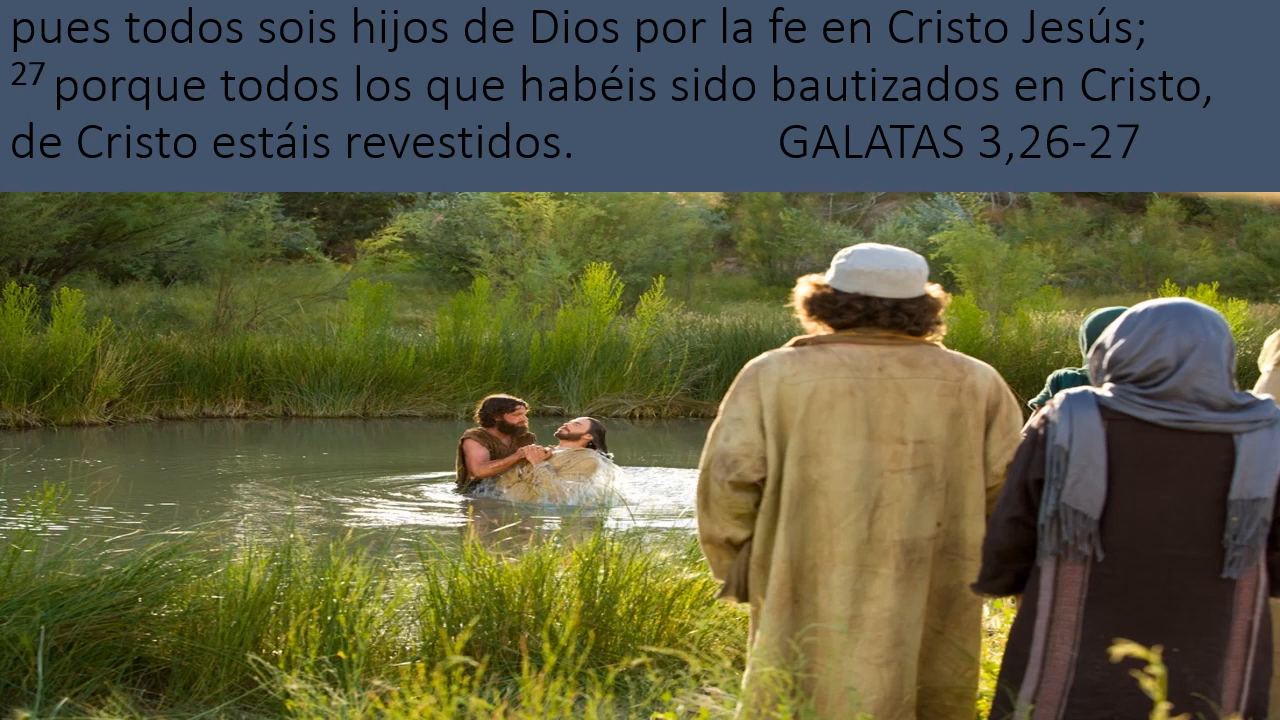 pues todos sois hijos de Dios por la fe en Cristo Jesús;
27 porque todos los que habéis sido bautizados en Cristo,
de Cristo estáis revestidos. GALATAS 3,26-27